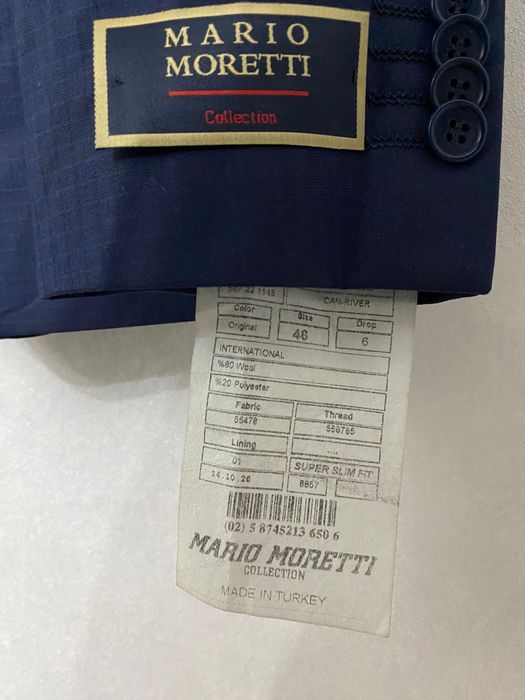 MARIO
MORETTI
Collection
CAN-RIVER
Color Size Drop
Original 46 6
INTERNATIONAL
%80 Wool
%20 Polyester
Fabric Thread
55478 556785
Lining ....
01 SUPER SLIM FIT
14.10.20 8857
(02) 5 8745213 650 6
MARIO MORETTI
COLLECTION
MADE IN TURKEY